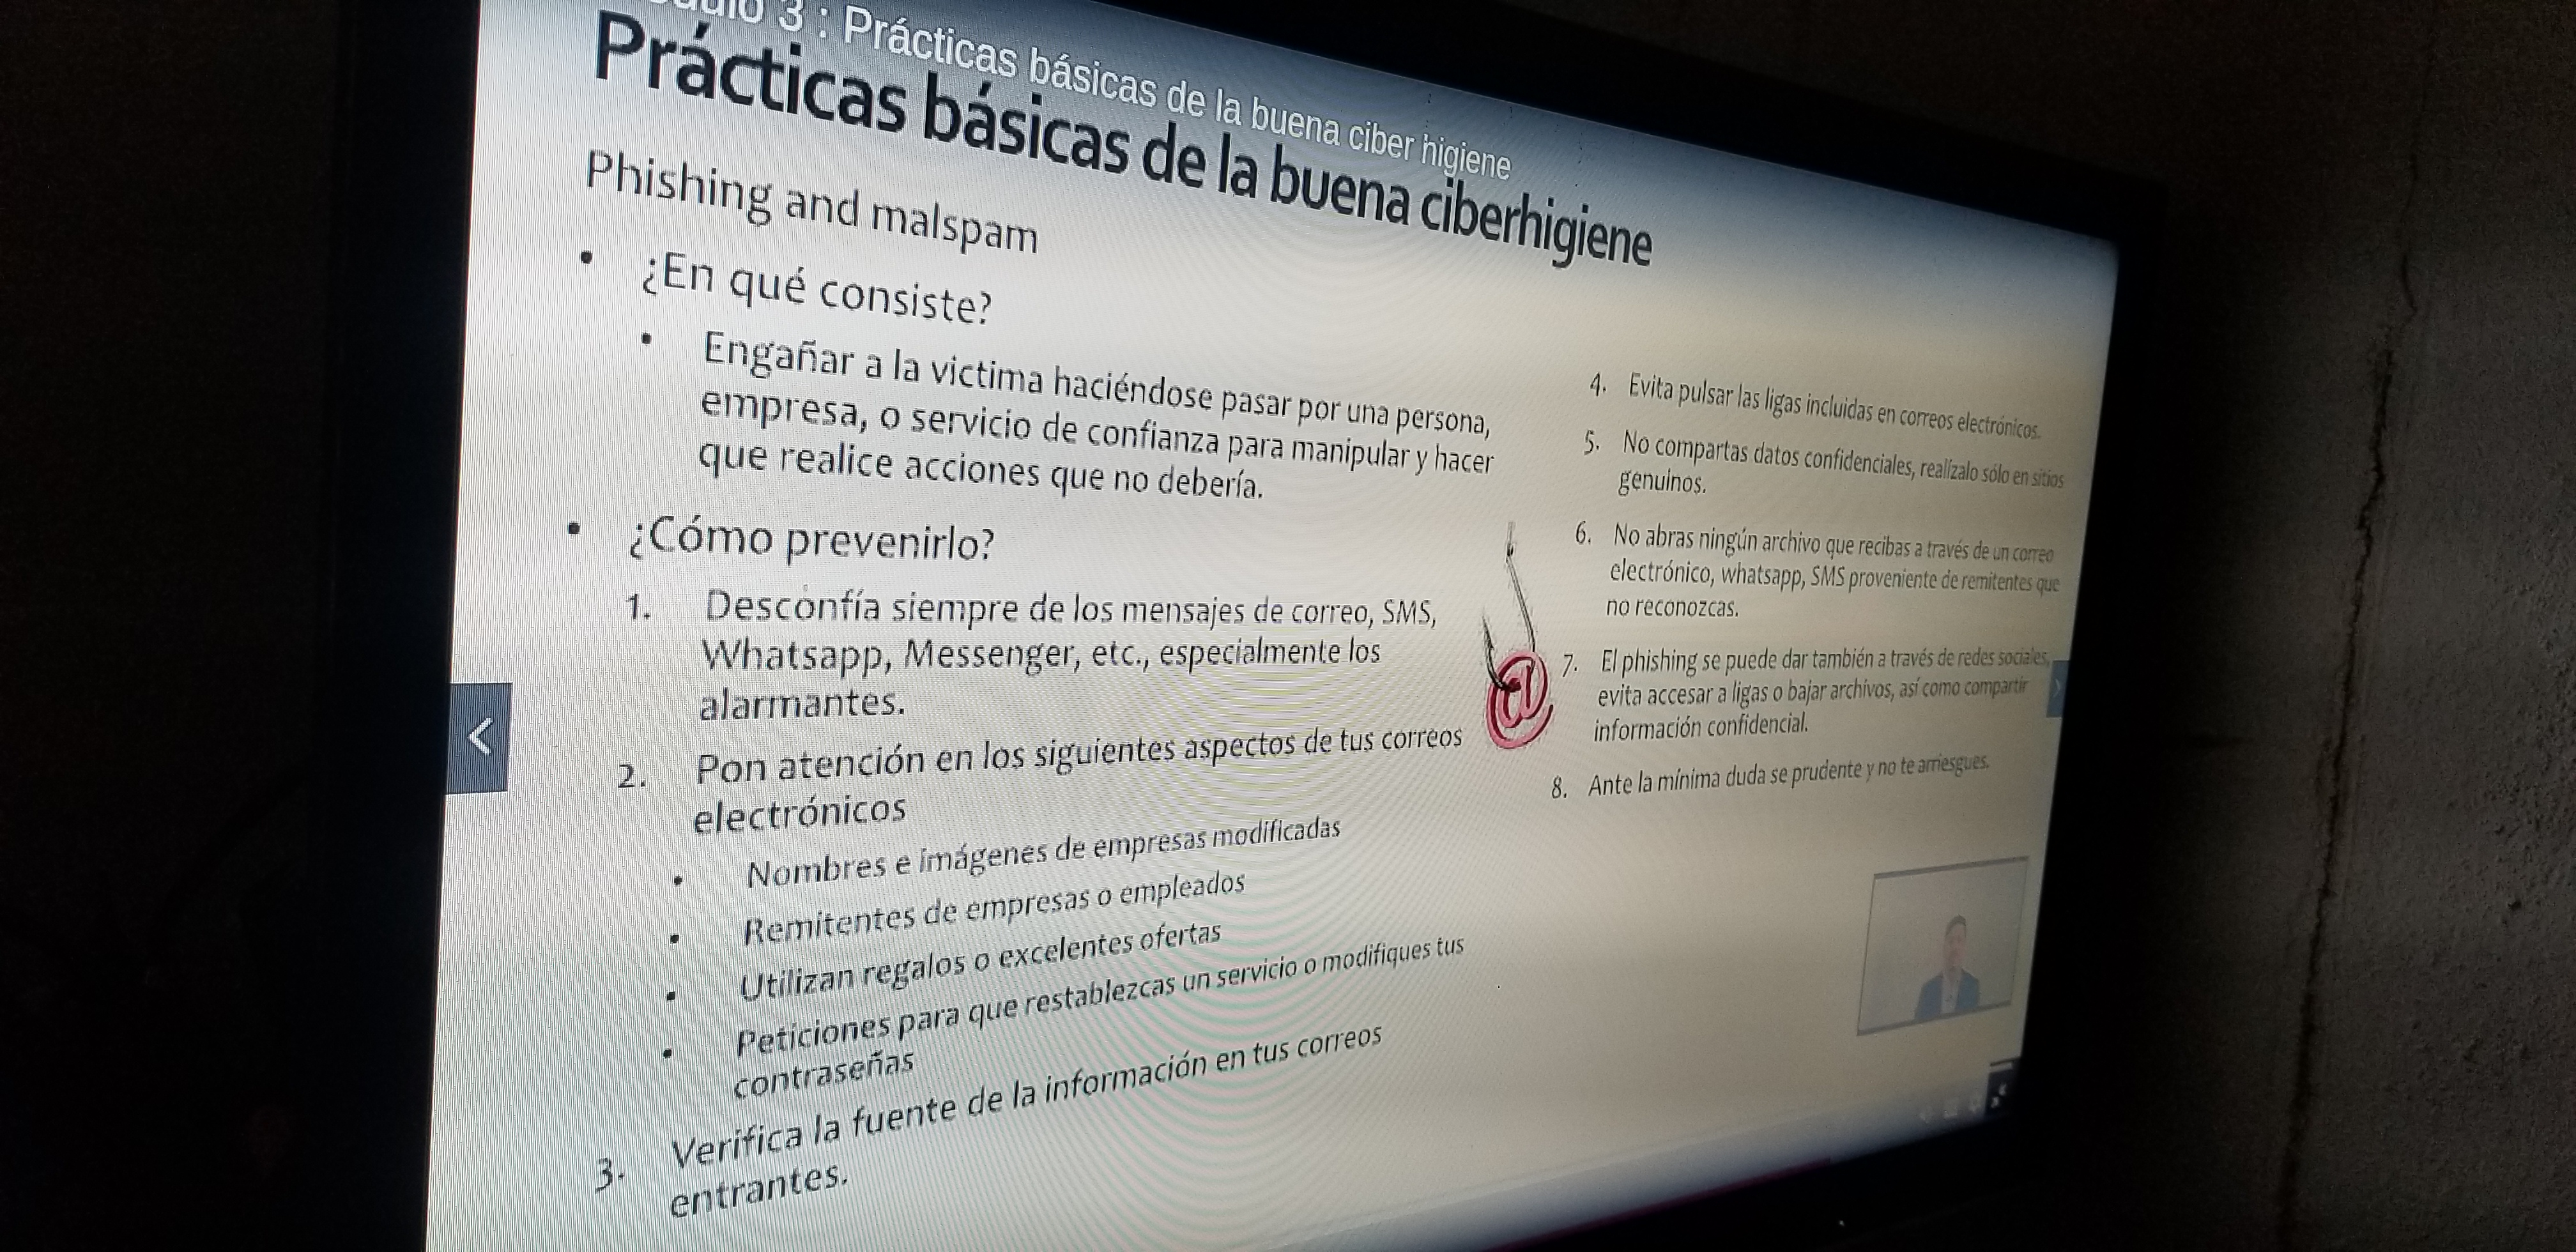 3 : Prácticas básicas de la buena ciber higiene
Prácticas básicas de la buena ciberhigiene
Phishing and malspam
• ¿En qué consiste?
• Engañar a la victima haciéndose pasar por una persona,
empresa, o servicio de confianza para manipular y hacer
que realice acciones que no debería.
• ¿Cómo prevenirlo?
1. Desconfía siempre de los mensajes de correo, SMS,
Whatsapp, Messenger, etc., especialmente los
alarmantes.
2. Pon atención en los siguientes aspectos de tus correos
electrónicos
• Nombres e imágenes de empresas modificadas
• Remitentes de empresas o empleados
• Utilizan regalos o excelentes ofertas
• Peticiones para que restablezcas un servicio o modifiques tus
contraseñas
3. Verifica la fuente de la información en tus correos
entrantes.
4. Evita pulsar las ligas incluidas en correos electrónicos.
5. No compartas datos confidenciales, realízalo sólo en sitios
genuinos.
6. No abras ningún archivo que recibas a través de un correo
electrónico, whatsapp, SMS proveniente de remitentes que
no reconozcas.
7. El phishing se puede dar también a través de redes sociales,
evita accesar a ligas o bajar archivos, así como compartir
información confidencial.
8. Ante la mínima duda se prudente y no te arriesgues.
@